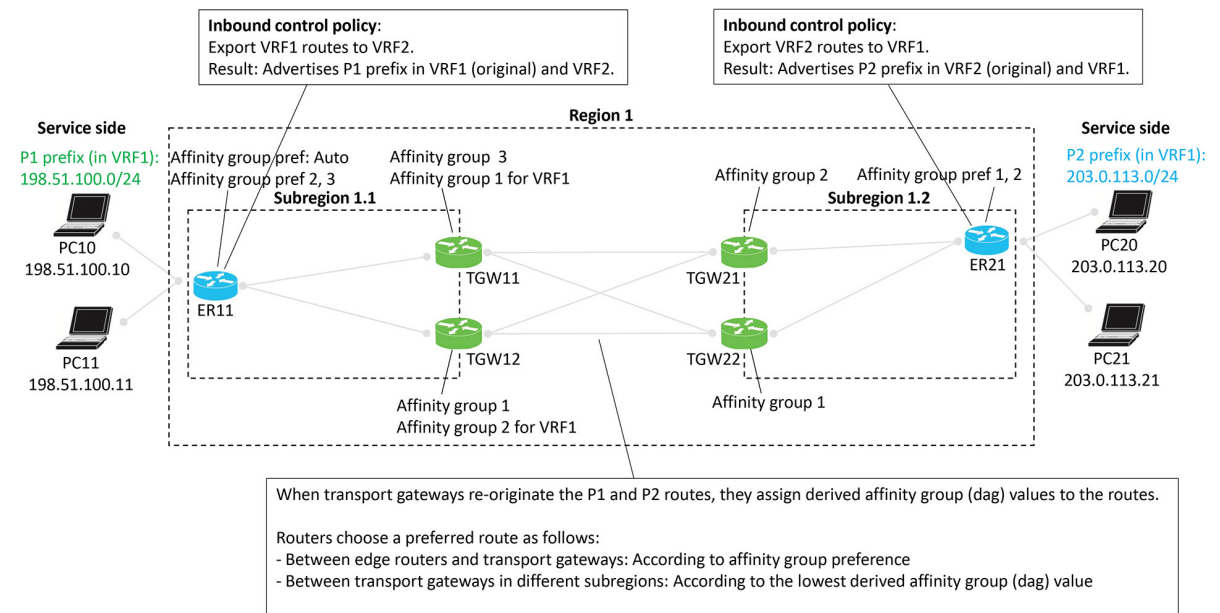 Inbound control policy:
Export VRF1 routes to VRF2.
Result: Advertises P1 prefix in VRF1 (original) and VRF2.
Inbound control policy:
Export VRF2 routes to VRF1.
Result: Advertises P2 prefix in VRF2 (original) and VRF1.
Region 1
Service side
P1 prefix (in VRF1):
198.51.100.0/24
Affinity group pref: Auto
Affinity group pref 2, 3
Affinity group 3
Affinity group 1 for VRF1
Affinity group 2
Affinity group pref 1, 2
Service side
P2 prefix (in VRF1):
203.0.113.0/24
Subregion 1.1
Subregion 1.2
PC10
198.51.100.10
ER11
TGW11
TGW21
ER21
PC20
203.0.113.20
PC11
198.51.100.11
TGW12
TGW22
PC21
203.0.113.21
Affinity group 1
Affinity group 2 for VRF1
Affinity group 1
When transport gateways re-originate the P1 and P2 routes, they assign derived affinity group (dag) values to the routes.
Routers choose a preferred route as follows:
- Between edge routers and transport gateways: According to affinity group preference
- Between transport gateways in different subregions: According to the lowest derived affinity group (dag) value